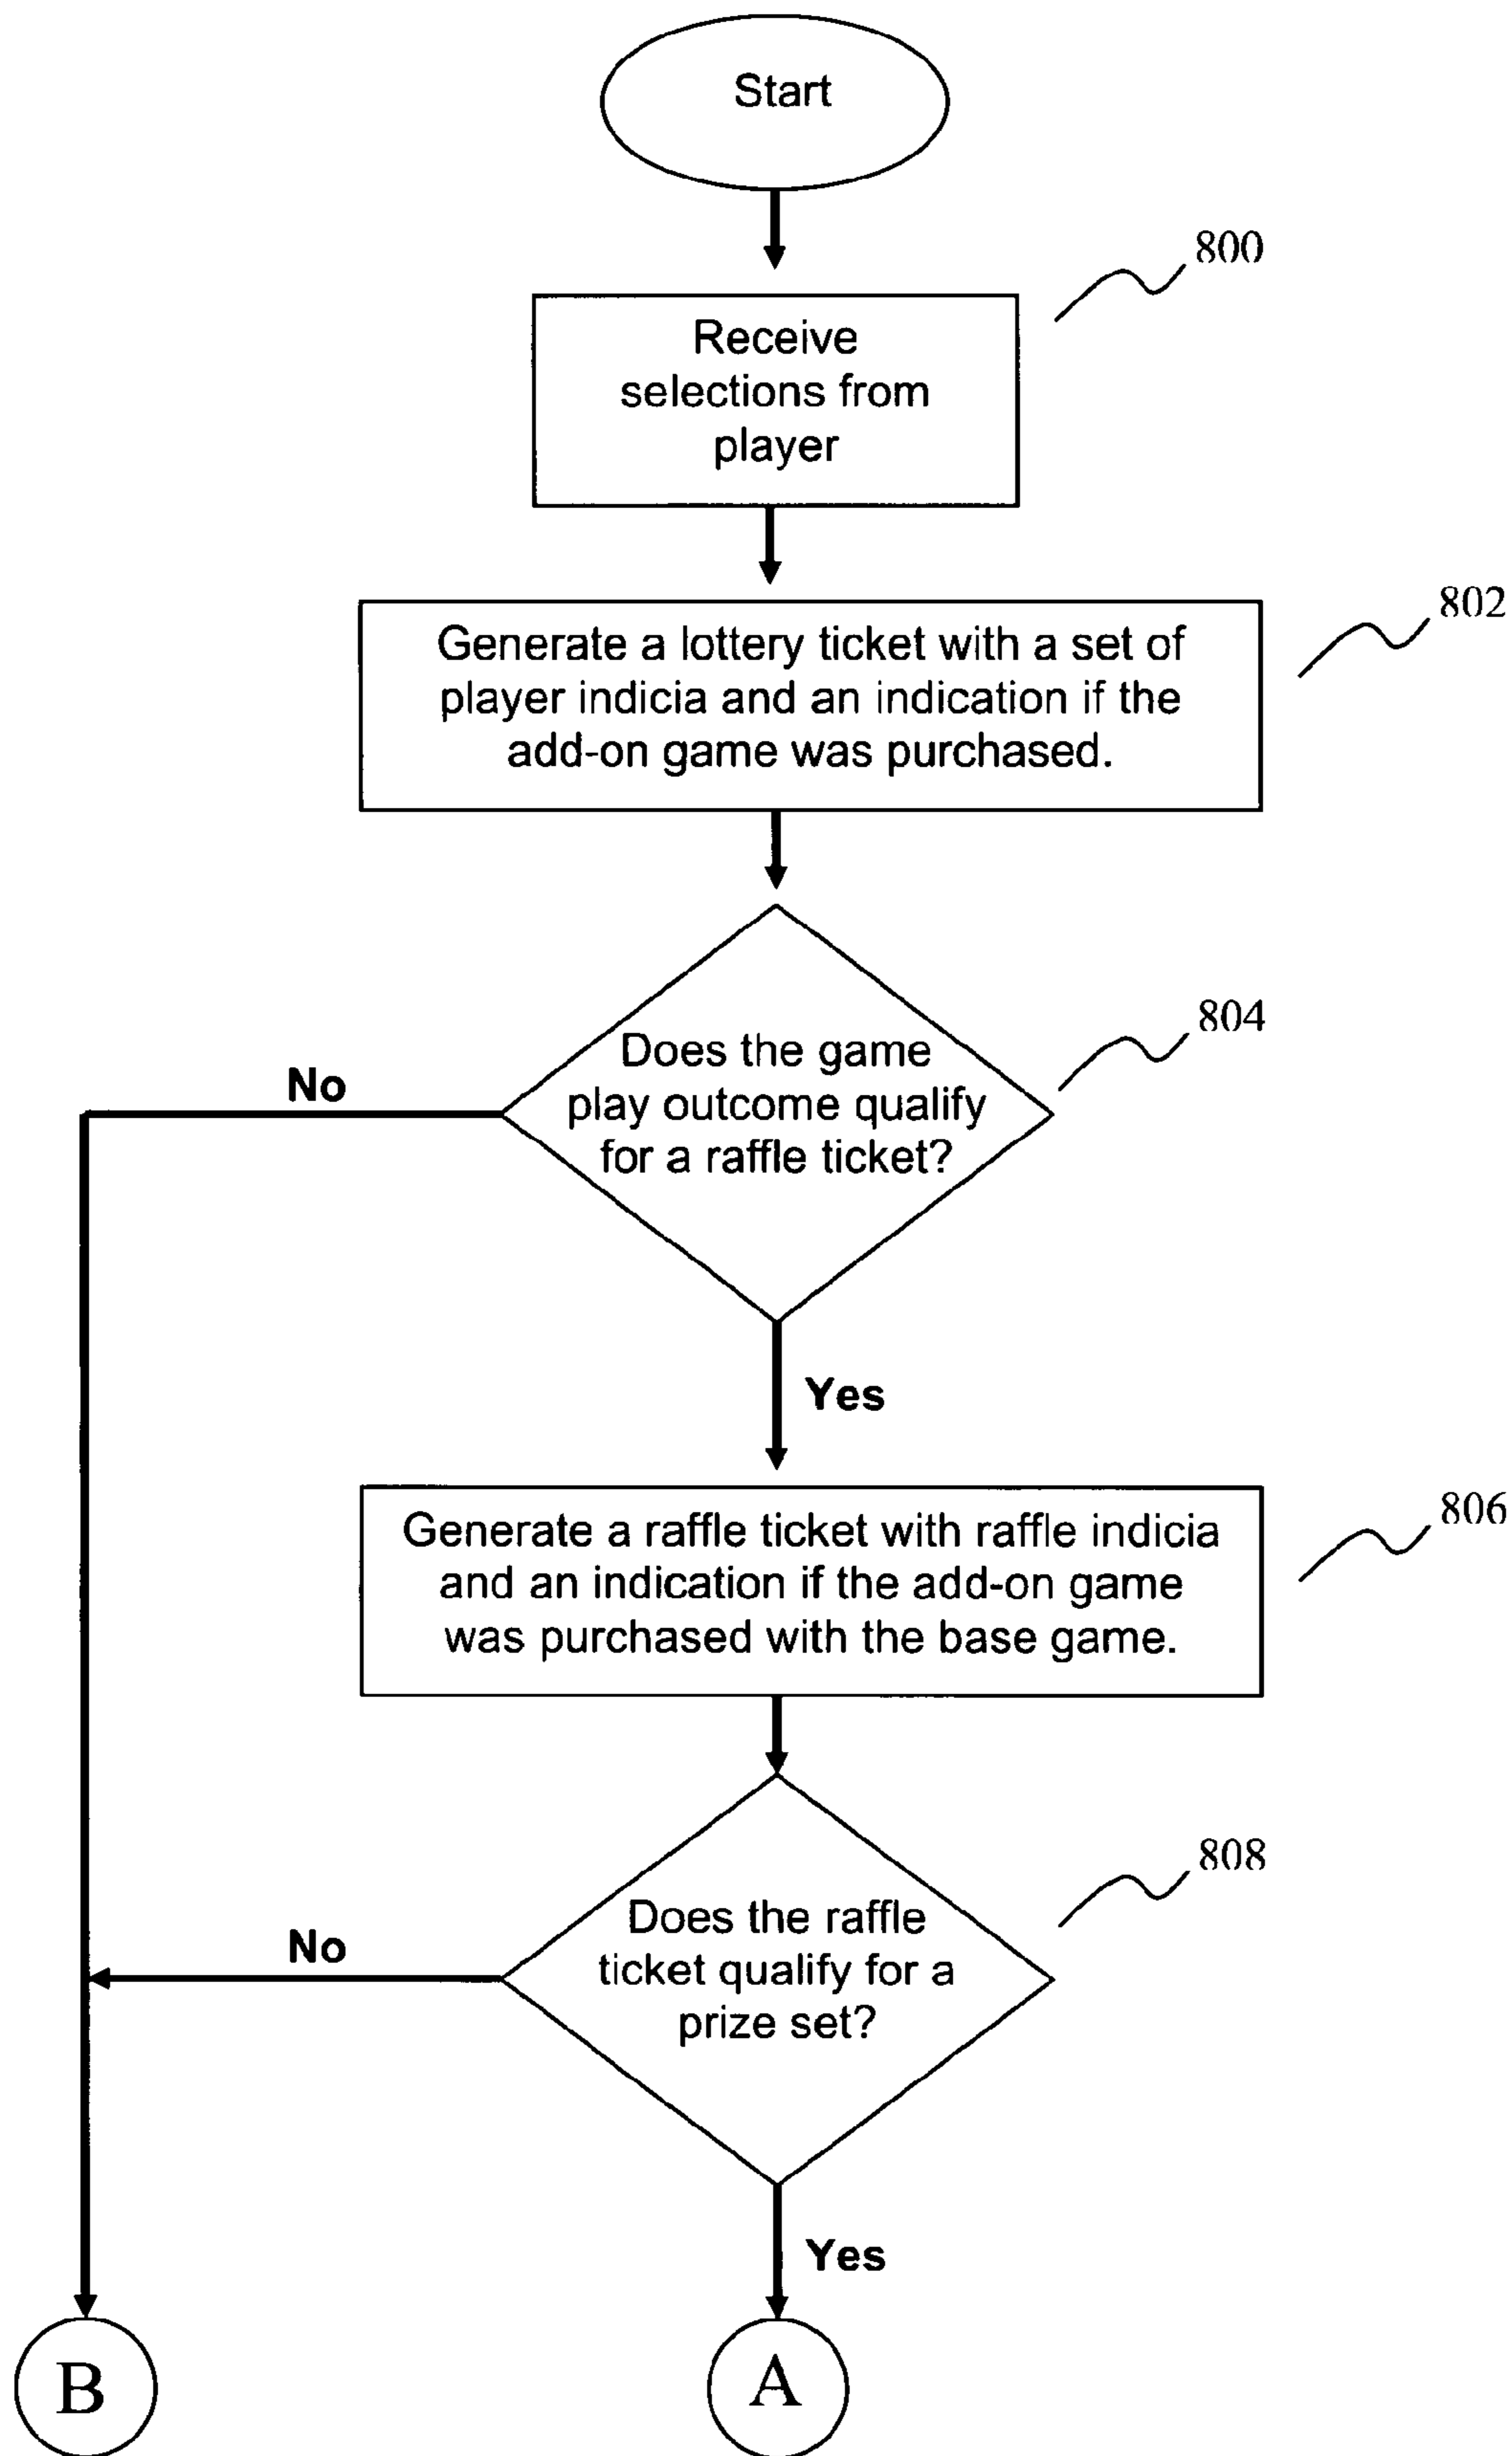 Start
800
Receive
selections from
player
802
Generate a lottery ticket with a set of
player indicia and an indication if the
add-on game was purchased.
804
Does the game
play outcome qualify
for a raffle ticket?
No
Yes
806
Generate a raffle ticket with raffle indicia
and an indication if the add-on game
was purchased with the base game.
808
Does the raffle
ticket qualify for a
prize set?
No
Yes
B
A